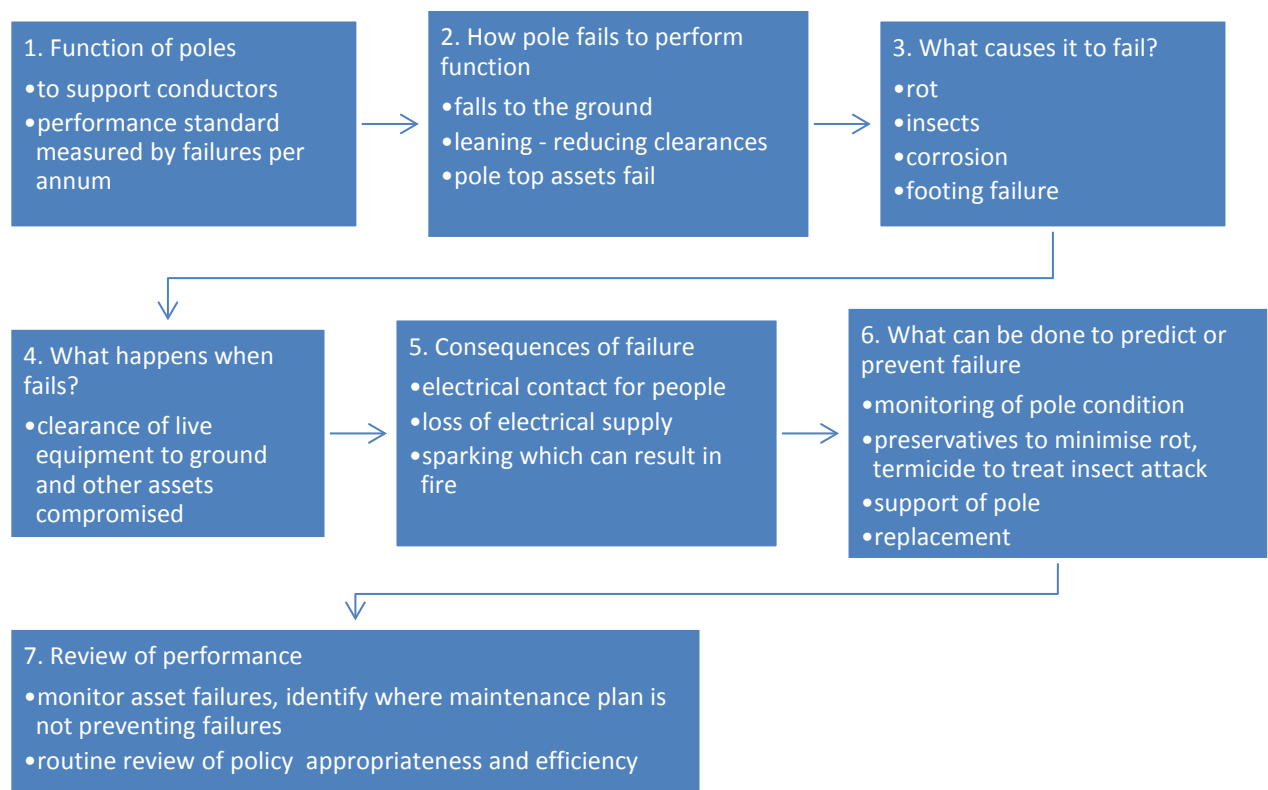 1. Function of poles
•to support conductors
•performance standard
measured by failures per
annum
2. How pole fails to perform
function
•falls to the ground
•leaning - reducing clearances
•pole top assets fail
3. What causes it to fail?
•rot
•insects
•corrosion
•footing failure
4. What happens when
fails?
•clearance of live
equipment to ground
and other assets
compromised
5. Consequences of failure
•electrical contact for people
•loss of electrical supply
•sparking which can result in
fire
6. What can be done to predict or
prevent failure
•monitoring of pole condition
•preservatives to minimise rot,
termicide to treat insect attack
•support of pole
•replacement
7. Review of performance
•monitor asset failures, identify where maintenance plan is
not preventing failures
•routine review of policy  appropriateness and efficiency